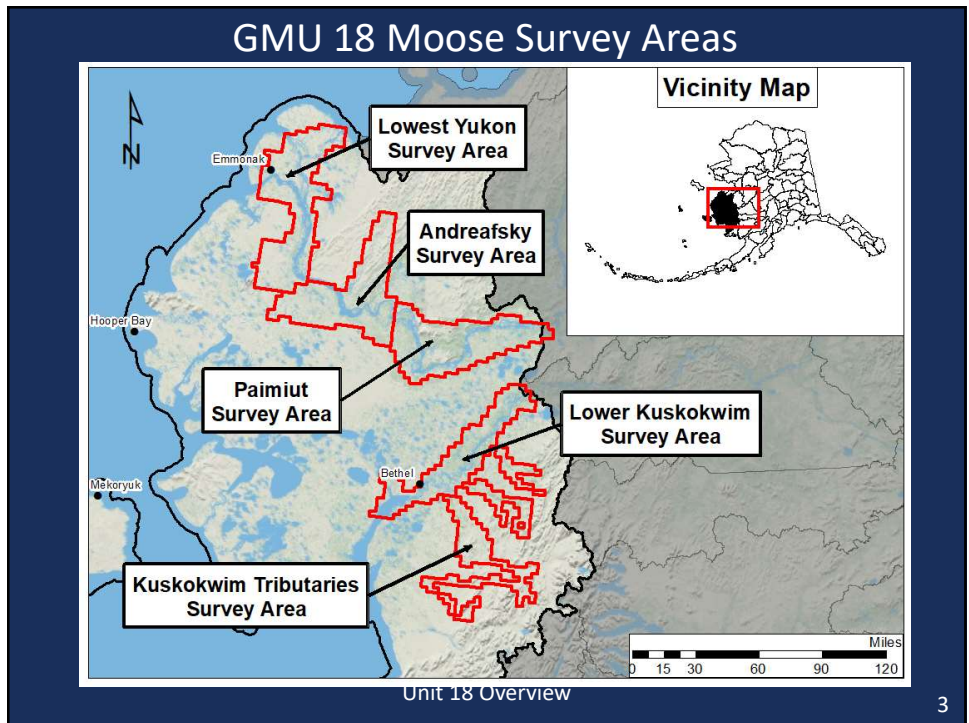 GMU 18 Moose Survey Areas
Vicinity Map
N
Lowest Yukon
Survey Area
Emmonak
Andreafsky
Survey Area
Hooper Bay
Paimiut
Survey Area
Lower Kuskokwim
Survey Area
Bethel
Mekoryuk
Kuskokwim Tributaries
Survey Area
Miles
0 15 30 60 90 120
Unit 18 Overview
3